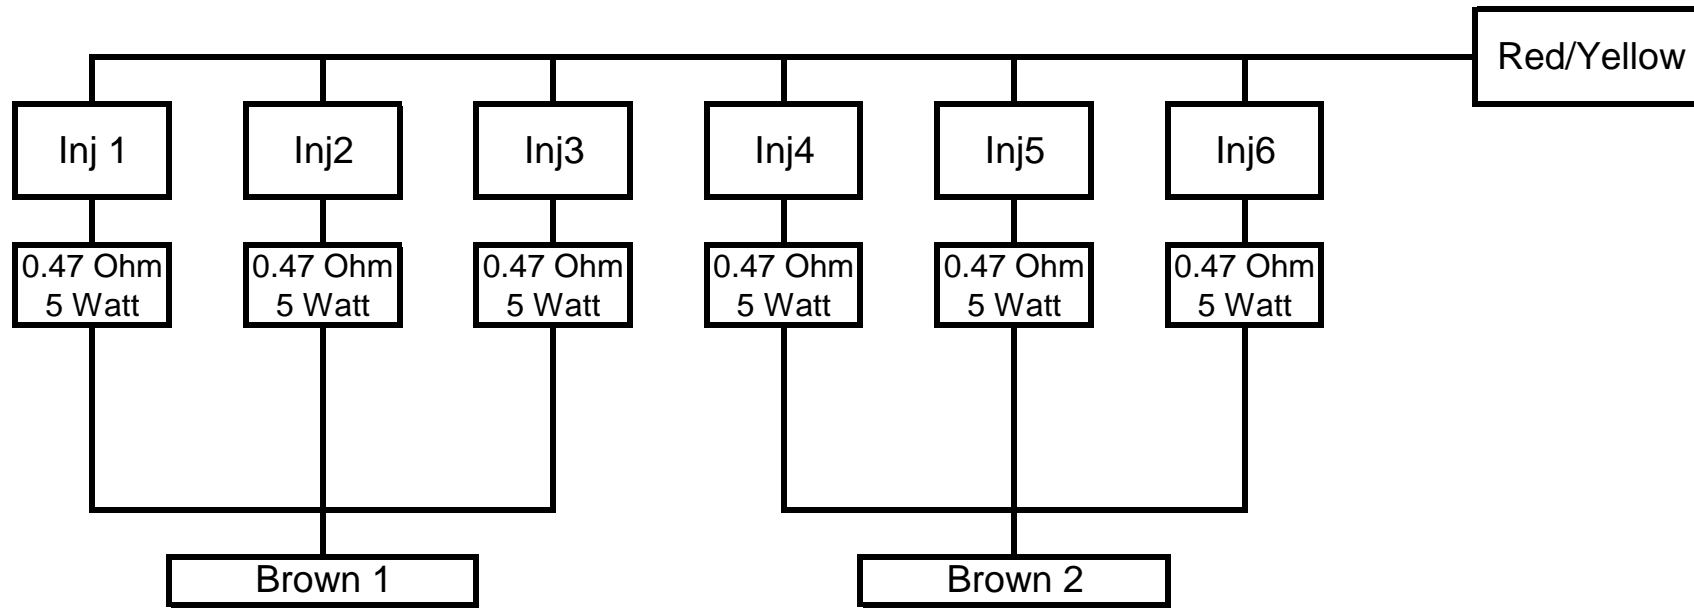 Red/Yellow
Inj 1
Inj2
Inj3
Inj4
Inj5
Inj6
0.47 Ohm
5 Watt
0.47 Ohm
5 Watt
0.47 Ohm
5 Watt
0.47 Ohm
5 Watt
0.47 Ohm
5 Watt
0.47 Ohm
5 Watt
Brown 1
Brown 2